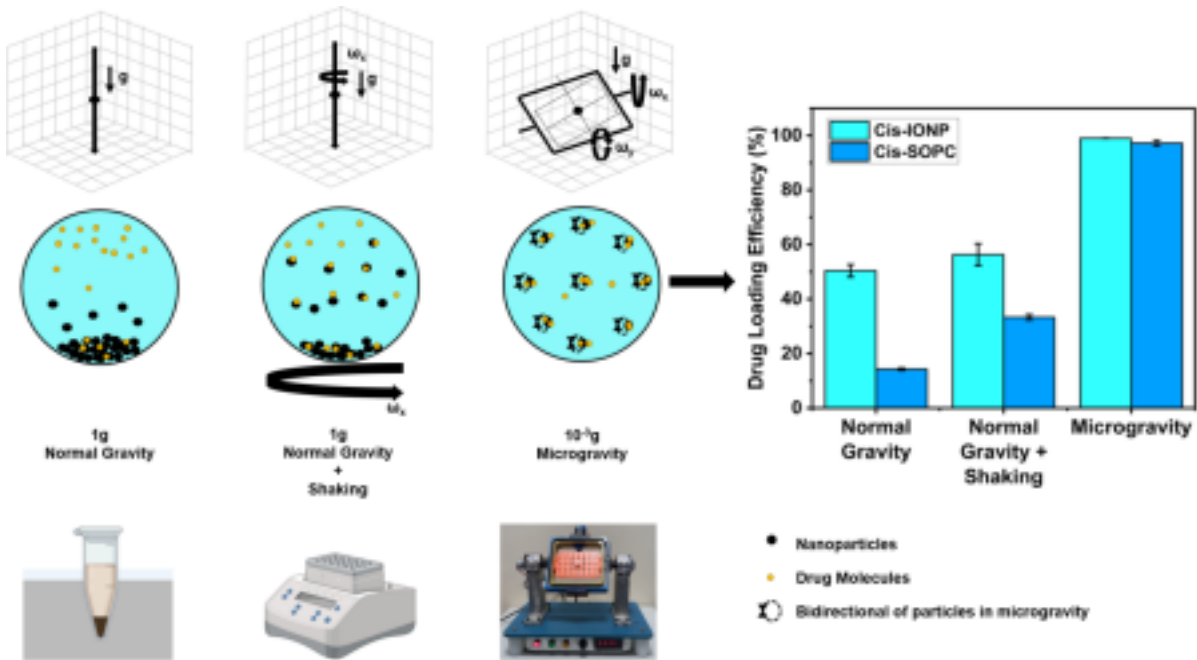 g
ωₓ
g
g
ωₓ
ωᵧ
ωₓ
1g
Normal Gravity
1g
Normal Gravity
+
Shaking
10⁻³g
Microgravity
Drug Loading Efficiency (%)
100
80
60
40
20
0
Cis-IONP
Cis-SOPC
Normal
Gravity
Normal
Gravity +
Shaking
Microgravity
Nanoparticles
Drug Molecules
Bidirectional of particles in microgravity